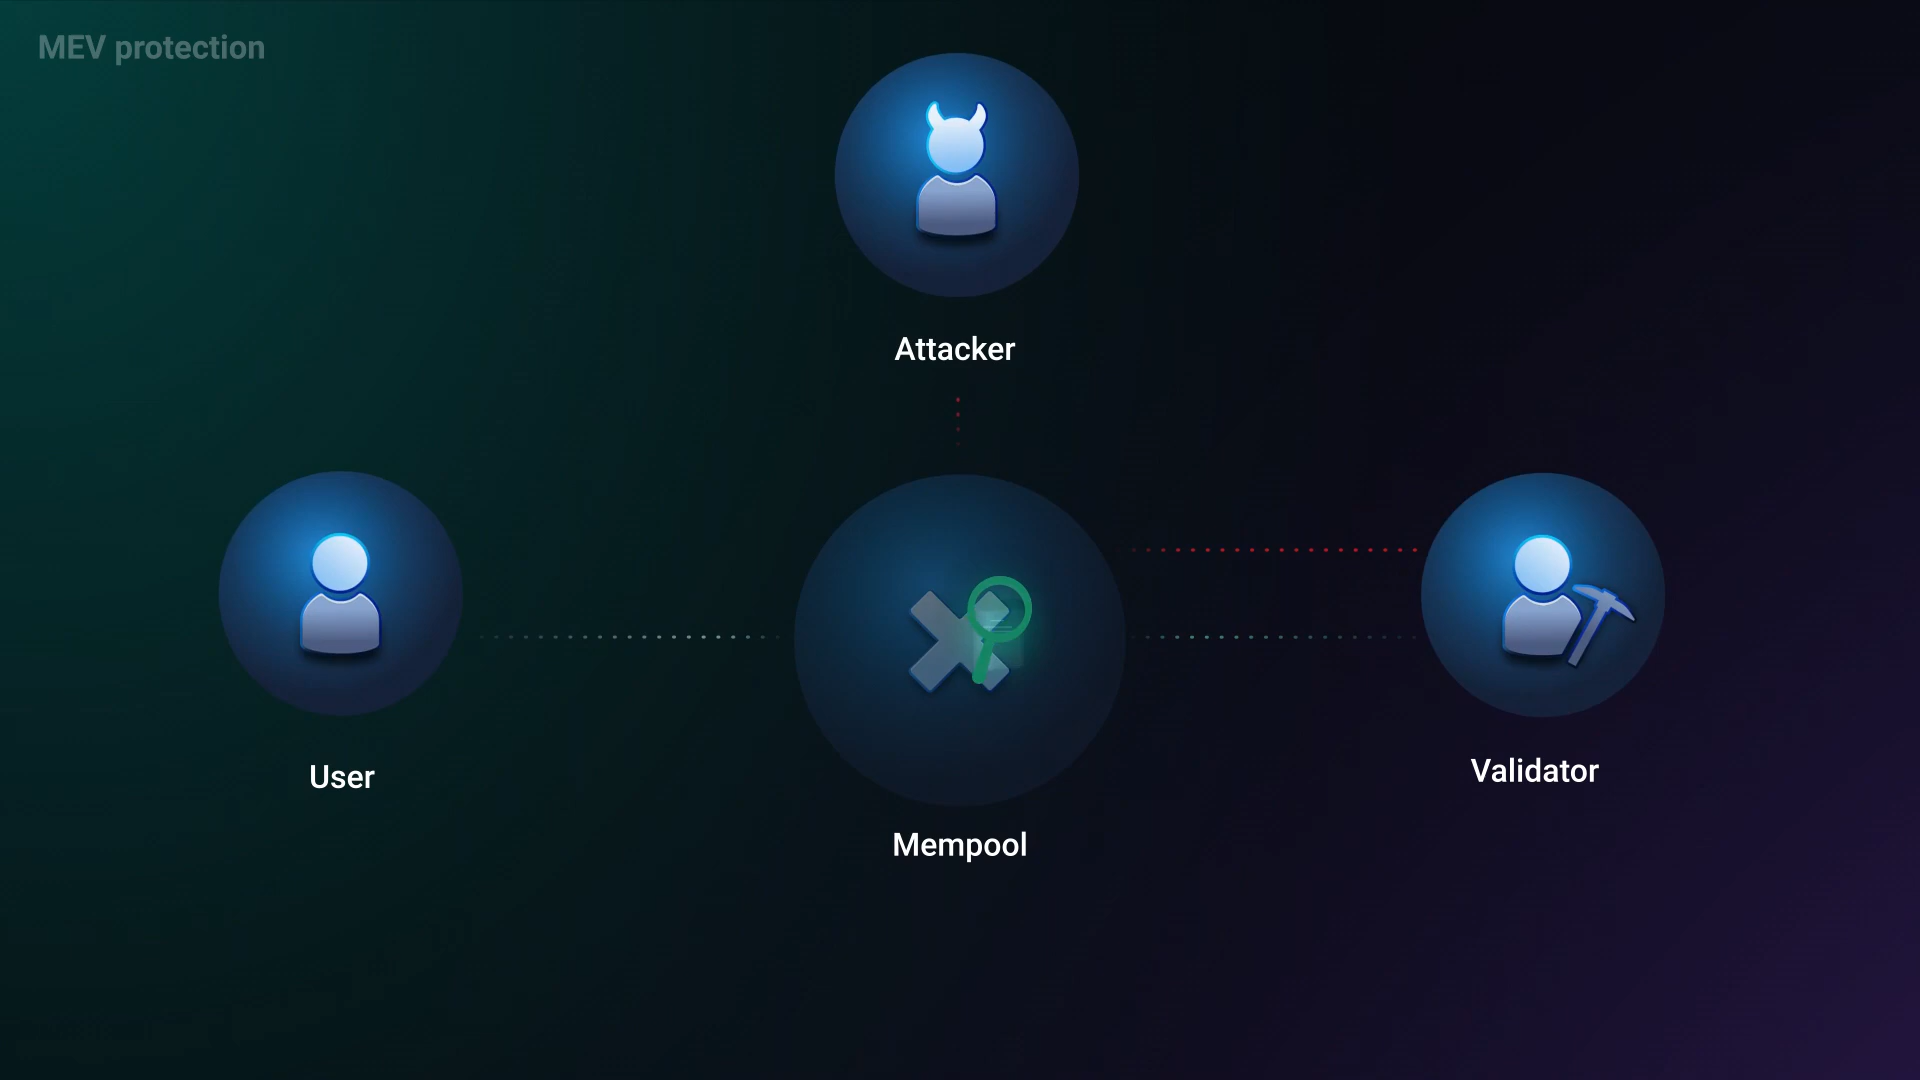 MEV protection
Attacker
User
Validator
Mempool